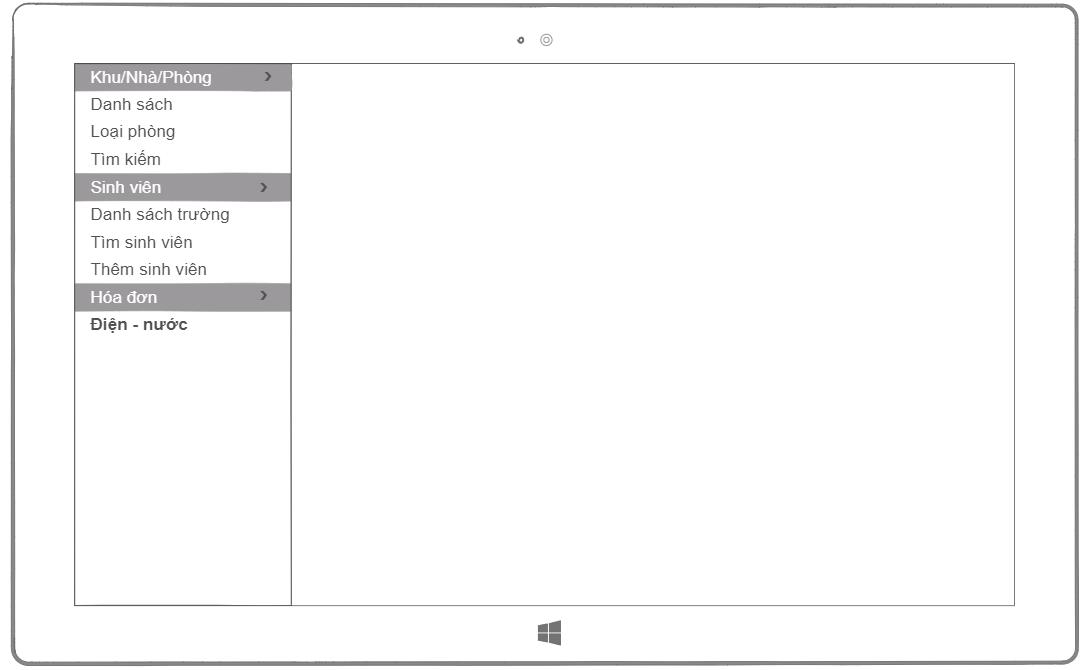 Khu/Nhà/Phòng
Danh sách
Loại phòng
Tìm kiếm
Sinh viên
Danh sách trường
Tìm sinh viên
Thêm sinh viên
Hóa đơn
Điện - nước